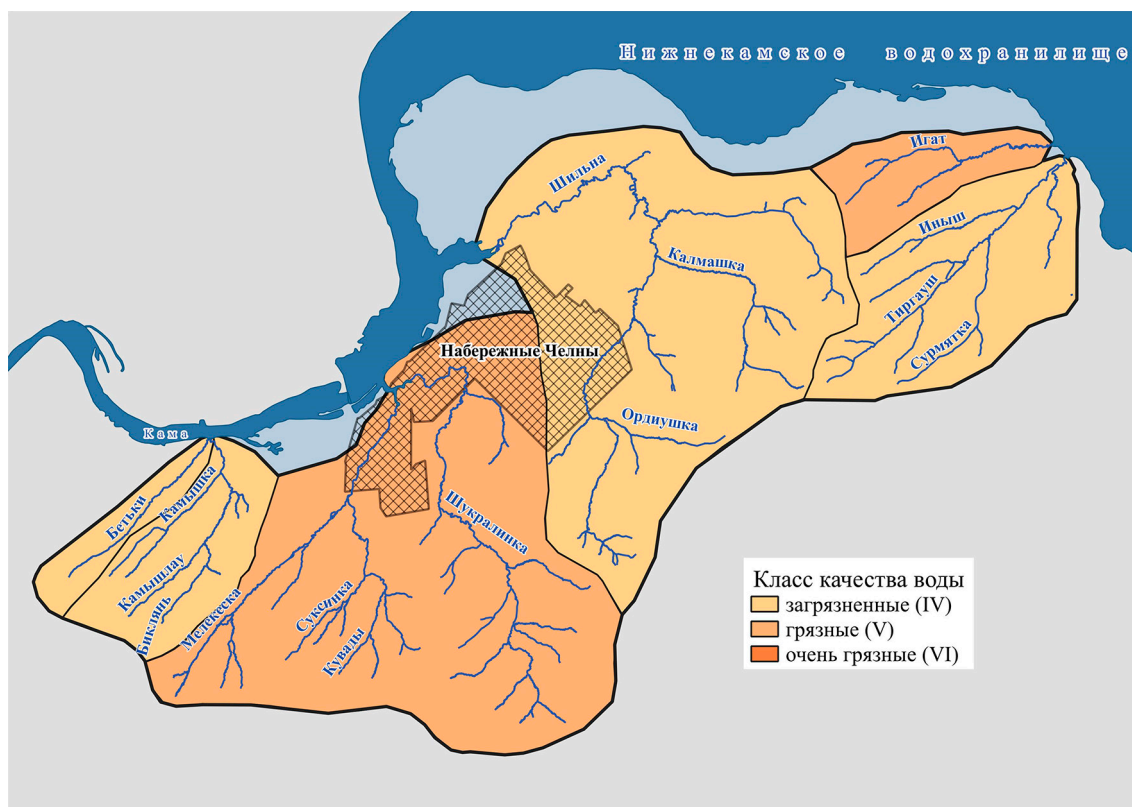 Нижнекамское водохранилище
Игат
Шильна
Иныш
Калмашка
Тиргауш
Сурмятка
Набережные Челны
Ордиушка
Кама
Бетьки
Камышка
Шукралинка
Камышлау
Биклянь
Мелекеска
Суксинка
Кувады
Класс качества воды
загрязненные (IV)
грязные (V)
очень грязные (VI)